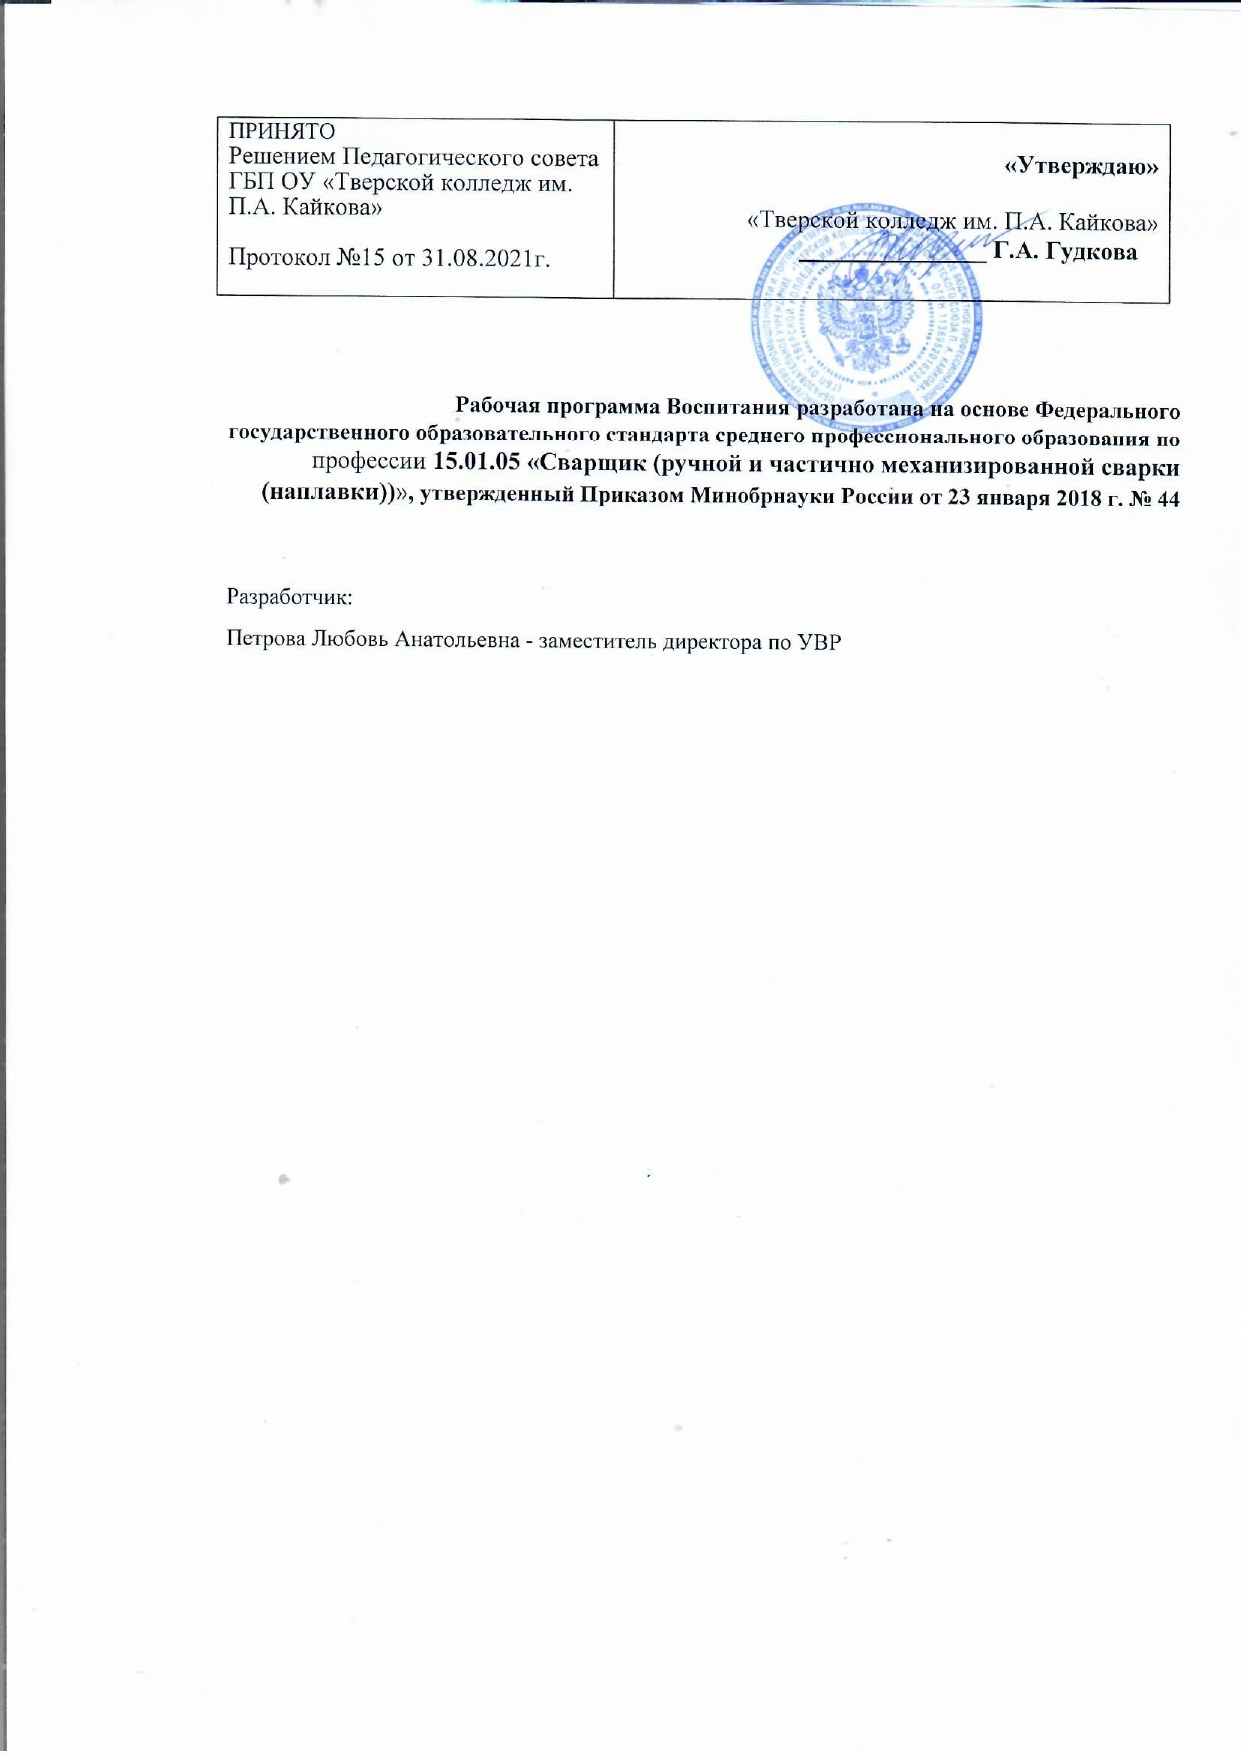 ПРИНЯТО
Решением Педагогического совета
ГБП ОУ «Тверской колледж им.
П.А. Кайкова»
Протокол №15 от 31.08.2021г.
«Утверждаю»
«Тверской колледж им. П.А. Кайкова»
Г.А. Гудкова
Рабочая программа Воспитания разработана на основе Федерального
государственного образовательного стандарта среднего профессионального образования по
профессии 15.01.05 «Сварщик (ручной и частично механизированной сварки
(наплавки))», утвержденный Приказом Минобрнауки России от 23 января 2018 г. № 44
Разработчик:
Петрова Любовь Анатольевна - заместитель директора по УВР